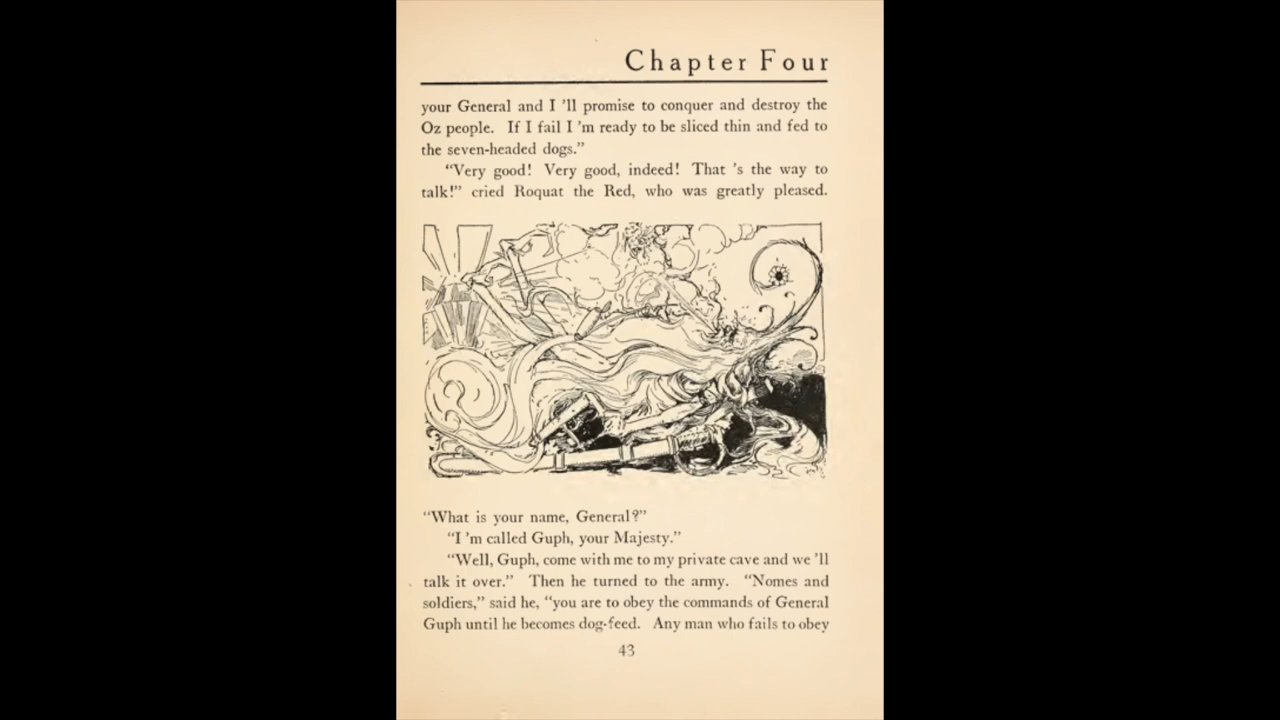 Chapter Four
your General and I 'll promise to conquer and destroy the
Oz people. If I fail I 'm ready to be sliced thin and fed to
the seven-headed dogs.”
“Very good! Very good, indeed! That 's the way to
talk!” cried Roquat the Red, who was greatly pleased.
“What is your name, General?”
“I 'm called Guph, your Majesty.”
“Well, Guph, come with me to my private cave and we 'll
talk it over.” Then he turned to the army. “Nomes and
soldiers,” said he, “you are to obey the commands of General
Guph until he becomes dog-feed. Any man who fails to obey
43